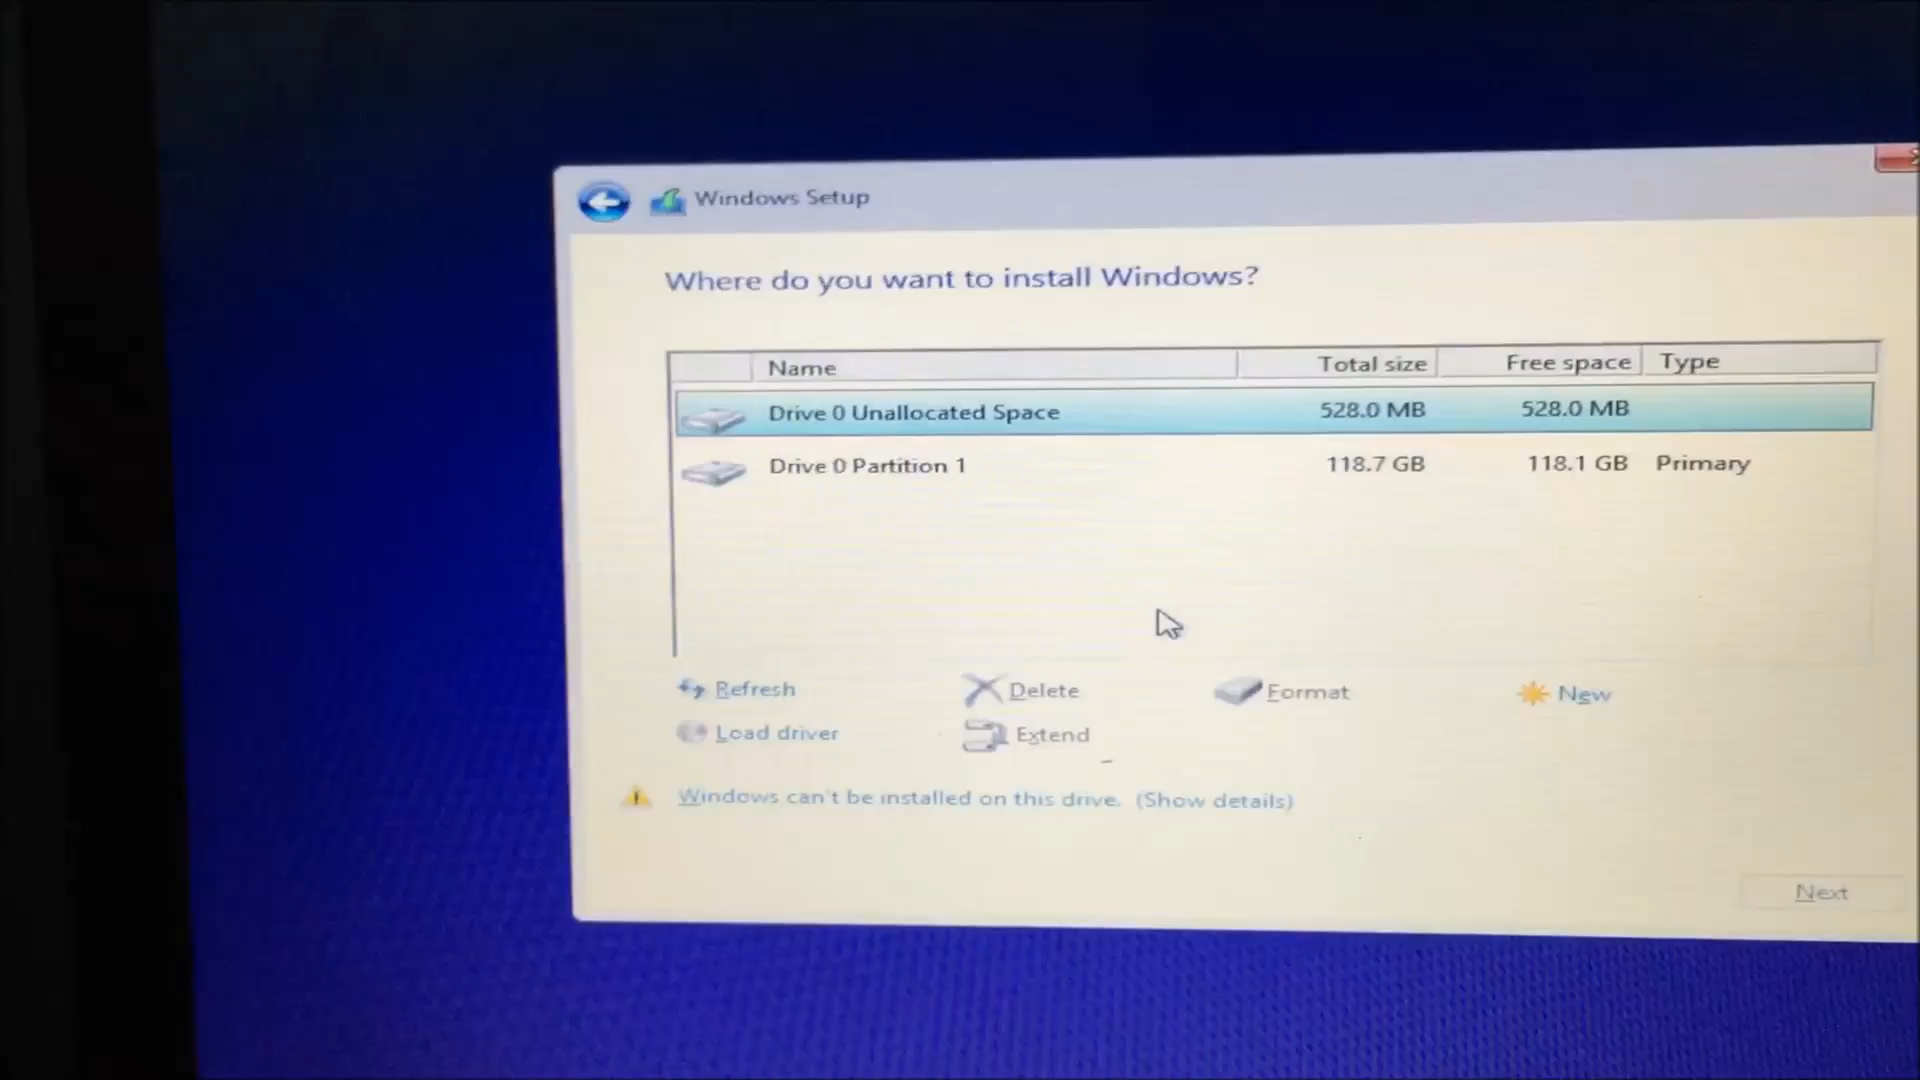 Windows Setup
Where do you want to install Windows?
Name Total size Free space Type
Drive 0 Unallocated Space 528.0 MB 528.0 MB
Drive 0 Partition 1 118.7 GB 118.1 GB Primary
Refresh Delete Format New
Load driver Extend
Windows can't be installed on this drive. (Show details)
Next